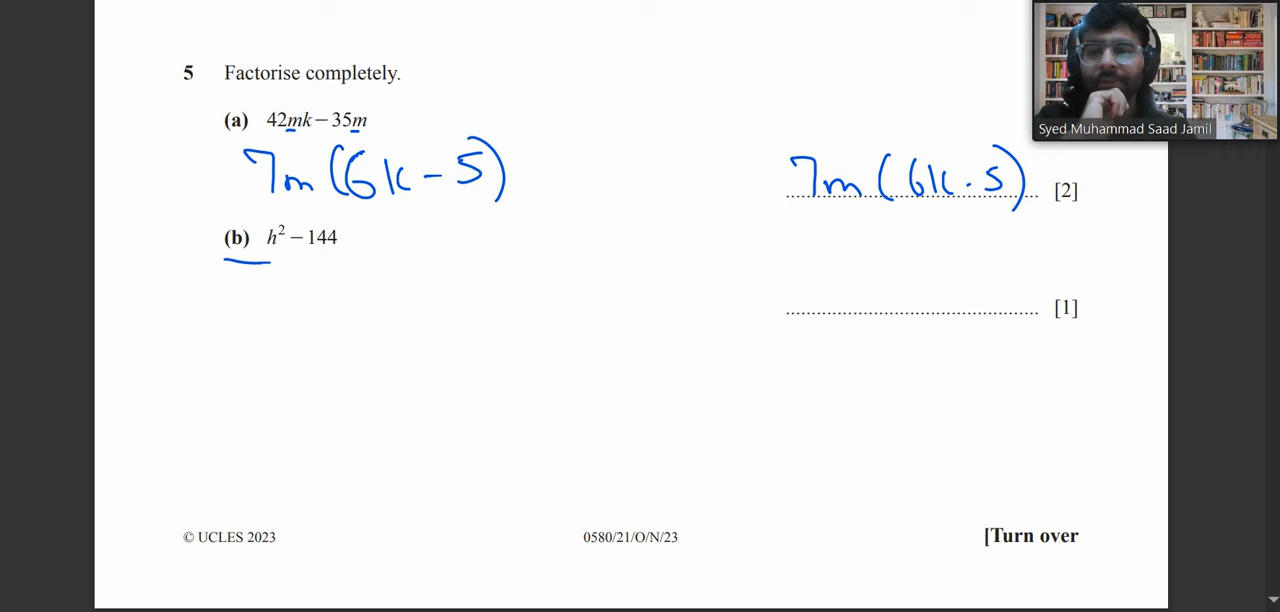 5 Factorise completely.
(a) 42mk − 35m
7m (6k − 5)
7m (6k - 5) [2]
(b) h² − 144
.................................................. [1]
© UCLES 2023 0580/21/O/N/23 [Turn over
Syed Muhammad Saad Jamil